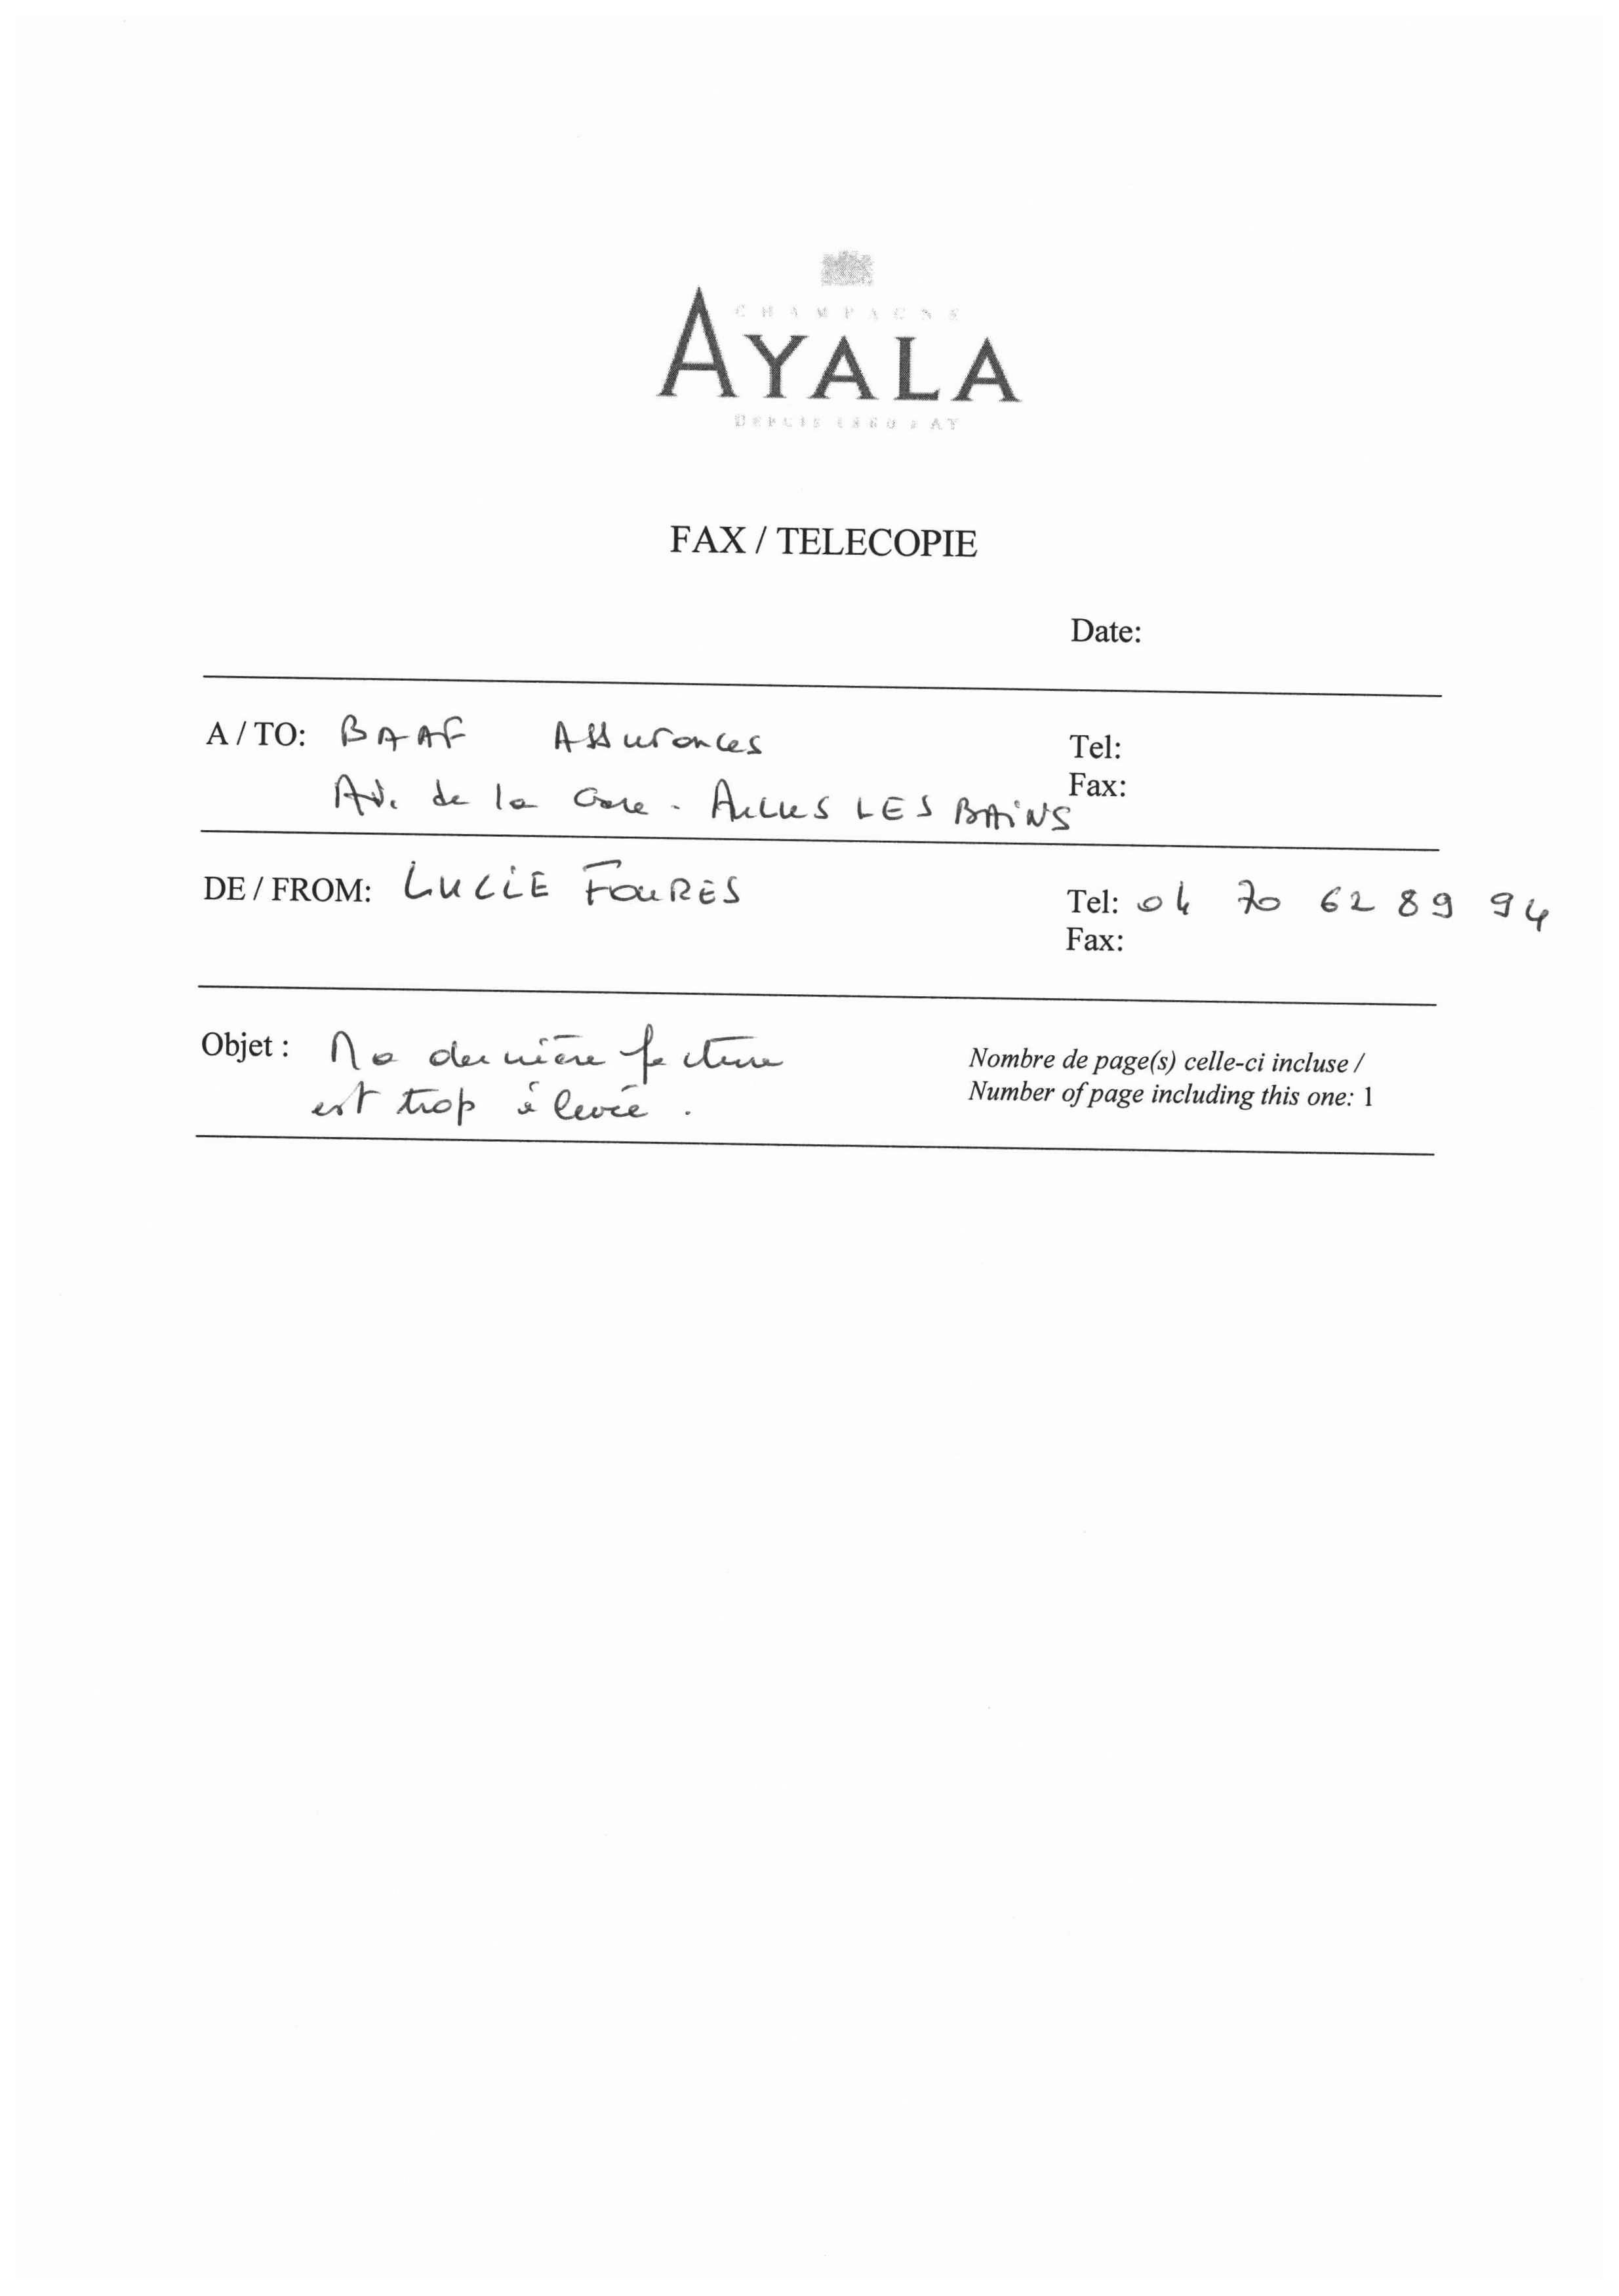 CHAMPAGNE
AYALA
DEPUIS 1860 à AY
FAX / TELECOPIE
Date:
A / TO: BAAF Assurances
Tel:
Av. de la Gare - AILLES LES BAINS
Fax:
DE / FROM: LUCIE FOURÈS
Tel: 04 70 62 89 94
Fax:
Objet : Ma dernière facture
est trop élevée.
Nombre de page(s) celle-ci incluse /
Number of page including this one: 1